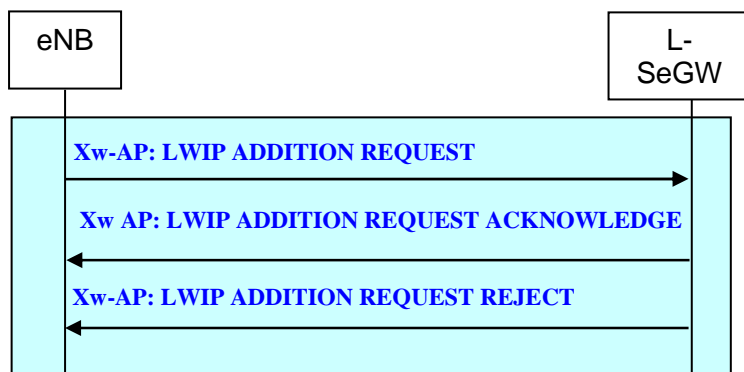 eNB
L-
SeGW
Xw-AP: LWIP ADDITION REQUEST
Xw AP: LWIP ADDITION REQUEST ACKNOWLEDGE
Xw-AP: LWIP ADDITION REQUEST REJECT